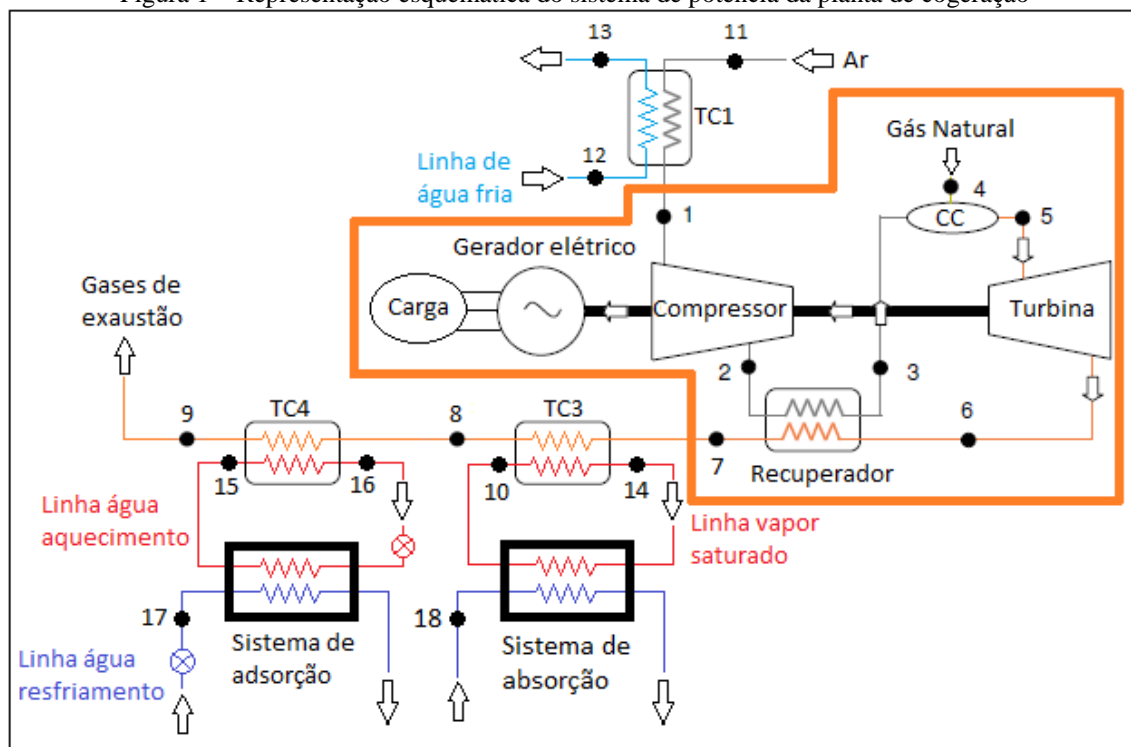 Figura 1 – Representação esquemática do sistema de potência da planta de cogeração
13
11
Ar
TC1
Gás Natural
Linha de
água fria
12
4
CC
5
1
Gerador elétrico
Gases de
exaustão
Carga
Compressor
Turbina
2
3
9
TC4
8
TC3
7
6
Recuperador
15
16
10
14
Linha água
aquecimento
Linha vapor
saturado
17
18
Sistema de
adsorção
Sistema de
absorção
Linha água
resfriamento